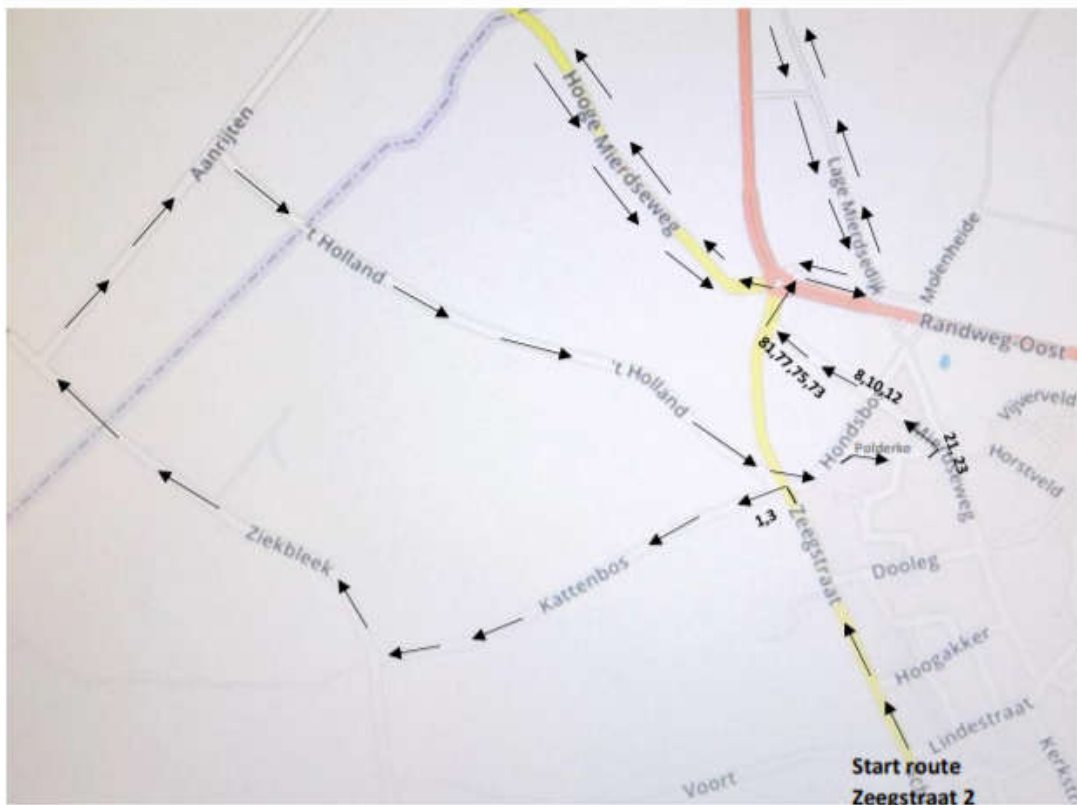 Aanrijten
Hooge Mierdseweg
Lage Mierdsedijk
Molenheide
't Holland
Randweg-Oost
81,77,75,73
8,10,12
't Holland
Vijverveld
Polderke
21,23
Horstveld
Mierdseweg
1,3
Zeegstraat
Ziekbleek
Dooleg
Kattenbos
Hoogakker
Lindestraat
Voort
Start route
Zeegstraat 2